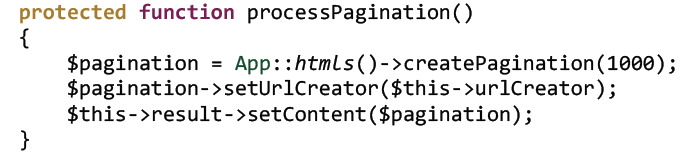 protected function processPagination()
{
    $pagination = App::htmls()->createPagination(1000);
    $pagination->setUrlCreator($this->urlCreator);
    $this->result->setContent($pagination);
}